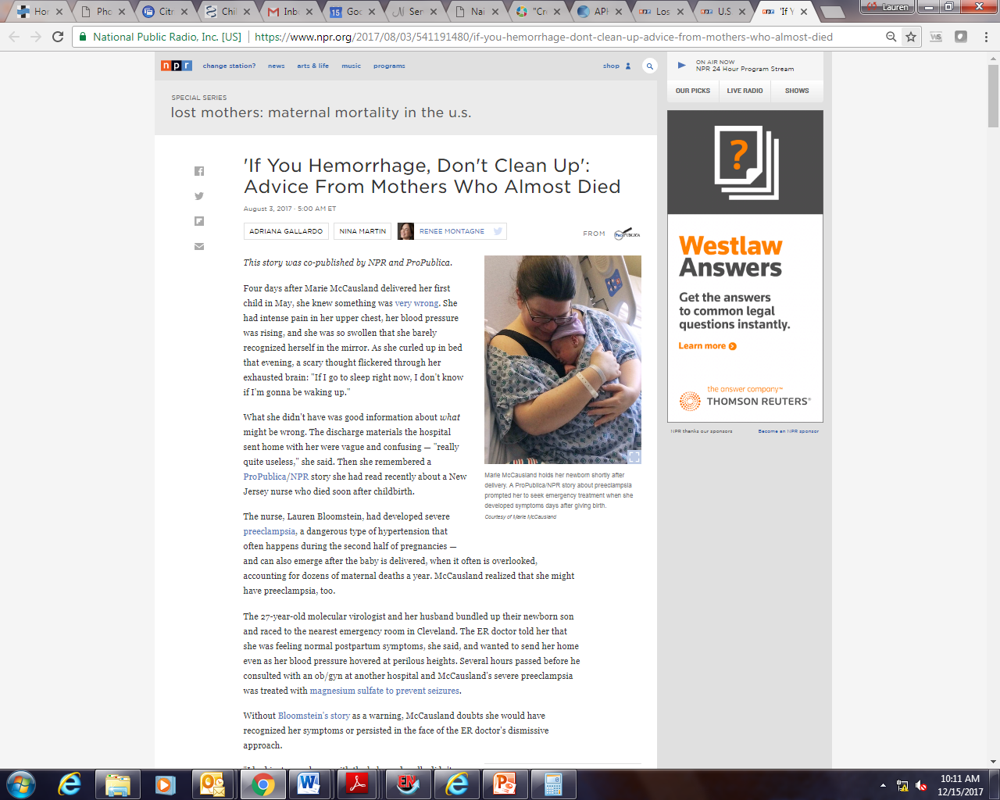 Hor
Pho
Citr
Chil
Inb
15
Goo
Ser
Nai
"Cr
API
Los
U.S
'If Y
Lauren
National Public Radio, Inc. [US]
https://www.npr.org/2017/08/03/541191480/if-you-hemorrhage-dont-clean-up-advice-from-mothers-who-almost-died
n p r
change station?
news
arts & life
music
programs
shop
ON AIR NOW
NPR 24 Hour Program Stream
OUR PICKS
LIVE RADIO
SHOWS
SPECIAL SERIES
lost mothers: maternal mortality in the u.s.
'If You Hemorrhage, Don't Clean Up':
Advice From Mothers Who Almost Died
August 3, 2017 · 5:00 AM ET
ADRIANA GALLARDO
NINA MARTIN
RENEE MONTAGNE
FROM
PROPUBLICA
This story was co-published by NPR and ProPublica.
Four days after Marie McCausland delivered her first
child in May, she knew something was very wrong. She
had intense pain in her upper chest, her blood pressure
was rising, and she was so swollen that she barely
recognized herself in the mirror. As she curled up in bed
that evening, a scary thought flickered through her
exhausted brain: "If I go to sleep right now, I don't know
if I'm gonna be waking up."
What she didn't have was good information about what
might be wrong. The discharge materials the hospital
sent home with her were vague and confusing — "really
quite useless," she said. Then she remembered a
ProPublica/NPR story she had read recently about a New
Jersey nurse who died soon after childbirth.
Marie McCausland holds her newborn shortly after
delivery. A ProPublica/NPR story about preeclampsia
prompted her to seek emergency treatment when she
developed symptoms days after giving birth.
Courtesy of Marie McCausland
The nurse, Lauren Bloomstein, had developed severe
preeclampsia, a dangerous type of hypertension that
often happens during the second half of pregnancies —
and can also emerge after the baby is delivered, when it often is overlooked,
accounting for dozens of maternal deaths a year. McCausland realized that she might
have preeclampsia, too.
The 27-year-old molecular virologist and her husband bundled up their newborn son
and raced to the nearest emergency room in Cleveland. The ER doctor told her that
she was feeling normal postpartum symptoms, she said, and wanted to send her home
even as her blood pressure hovered at perilous heights. Several hours passed before he
consulted with an ob/gyn at another hospital and McCausland's severe preeclampsia
was treated with magnesium sulfate to prevent seizures.
Without Bloomstein's story as a warning, McCausland doubts she would have
recognized her symptoms or persisted in the face of the ER doctor's dismissive
approach.
?
Westlaw
Answers
Get the answers
to common legal
questions instantly.
Learn more
the answer company™
THOMSON REUTERS®
NPR thanks our sponsors
Become an NPR sponsor
10:11 AM
12/15/2017